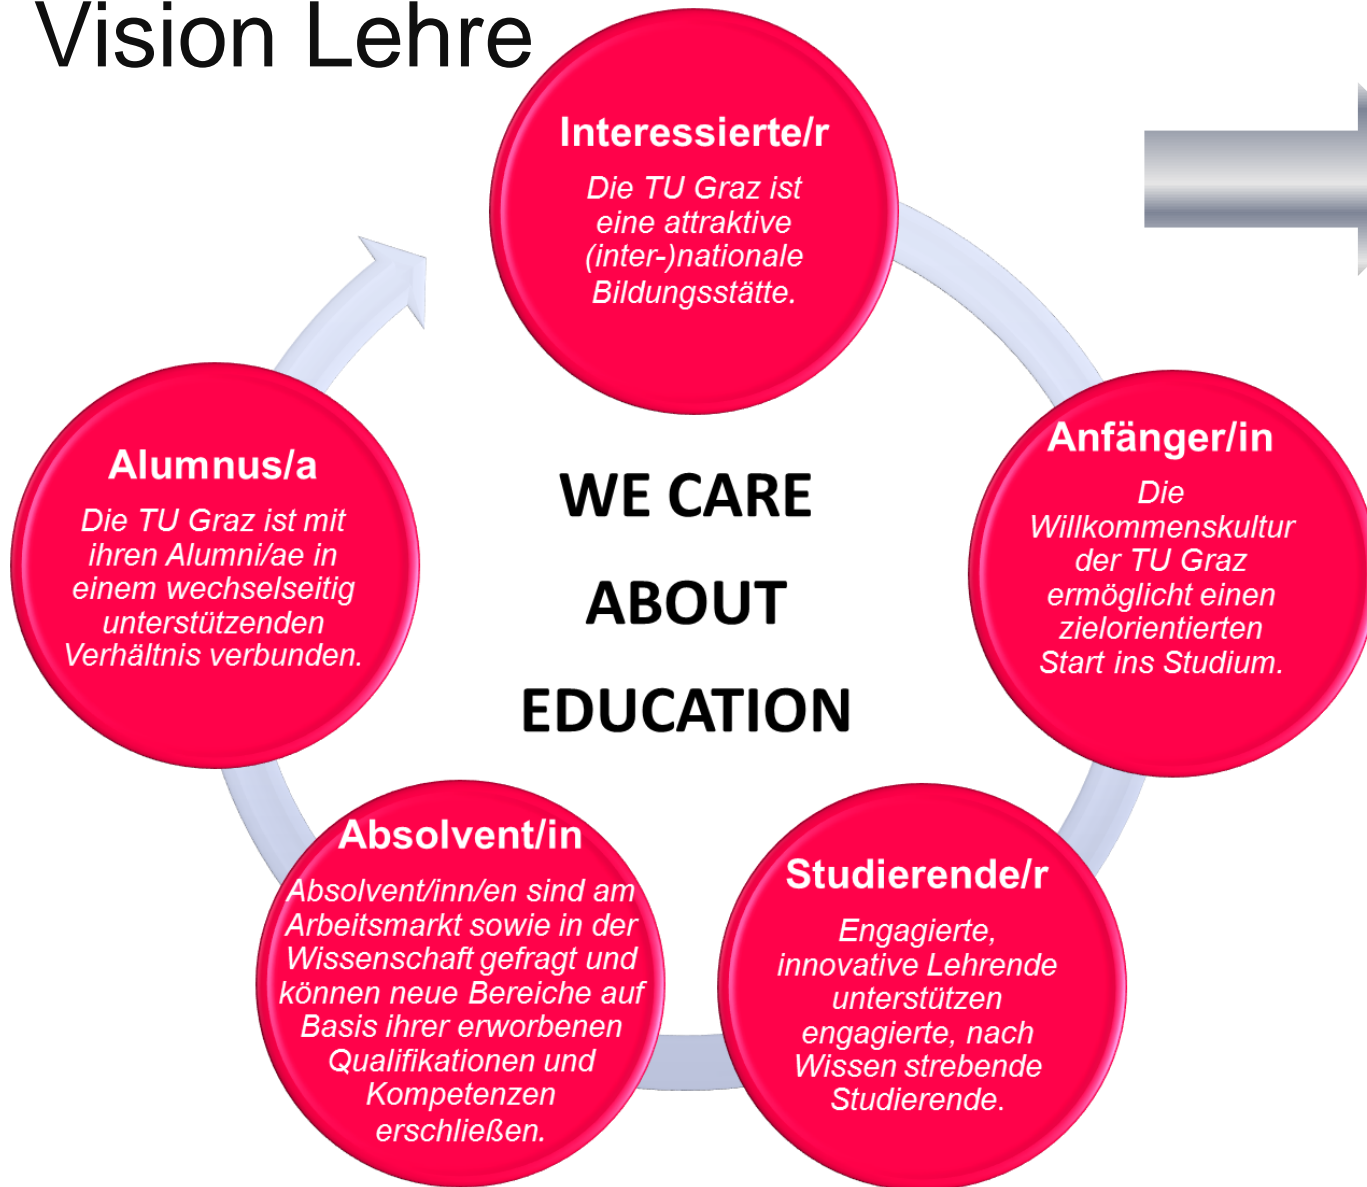 Vision Lehre
Interessierte/r
Die TU Graz ist
eine attraktive
(inter-)nationale
Bildungsstätte.
Anfänger/in
Die
Willkommenskultur
der TU Graz
ermöglicht einen
zielorientierten
Start ins Studium.
Studierende/r
Engagierte,
innovative Lehrende
unterstützen
engagierte, nach
Wissen strebende
Studierende.
Absolvent/in
Absolvent/inn/en sind am
Arbeitsmarkt sowie in der
Wissenschaft gefragt und
können neue Bereiche auf
Basis ihrer erworbenen
Qualifikationen und
Kompetenzen
erschließen.
Alumnus/a
Die TU Graz ist mit
ihren Alumni/ae in
einem wechselseitig
unterstützenden
Verhältnis verbunden.
WE CARE
ABOUT
EDUCATION